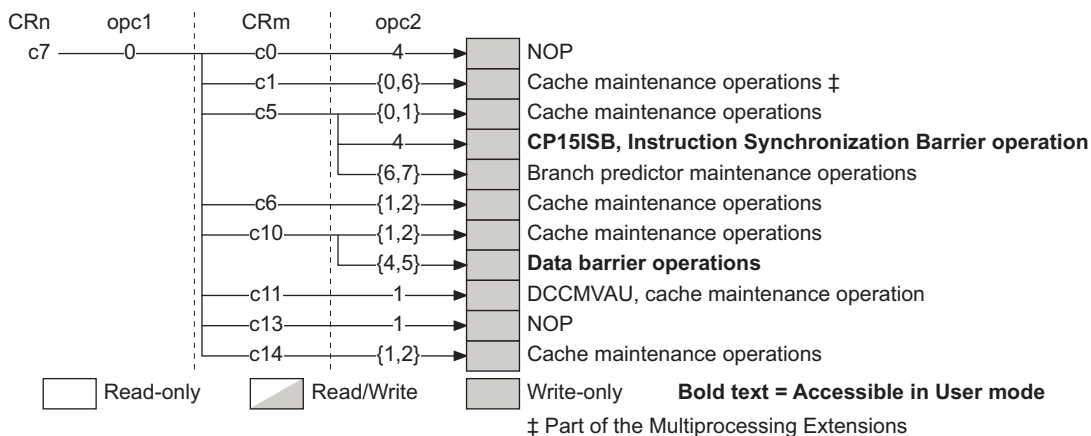 CRn opc1 CRm opc2
c7 0 c0 4 NOP
c1 {0,6} Cache maintenance operations ‡
c5 {0,1} Cache maintenance operations
4 CP15ISB, Instruction Synchronization Barrier operation
{6,7} Branch predictor maintenance operations
c6 {1,2} Cache maintenance operations
c10 {1,2} Cache maintenance operations
{4,5} Data barrier operations
c11 1 DCCMVAU, cache maintenance operation
c13 1 NOP
c14 {1,2} Cache maintenance operations
Read-only Read/Write Write-only Bold text = Accessible in User mode
‡ Part of the Multiprocessing Extensions